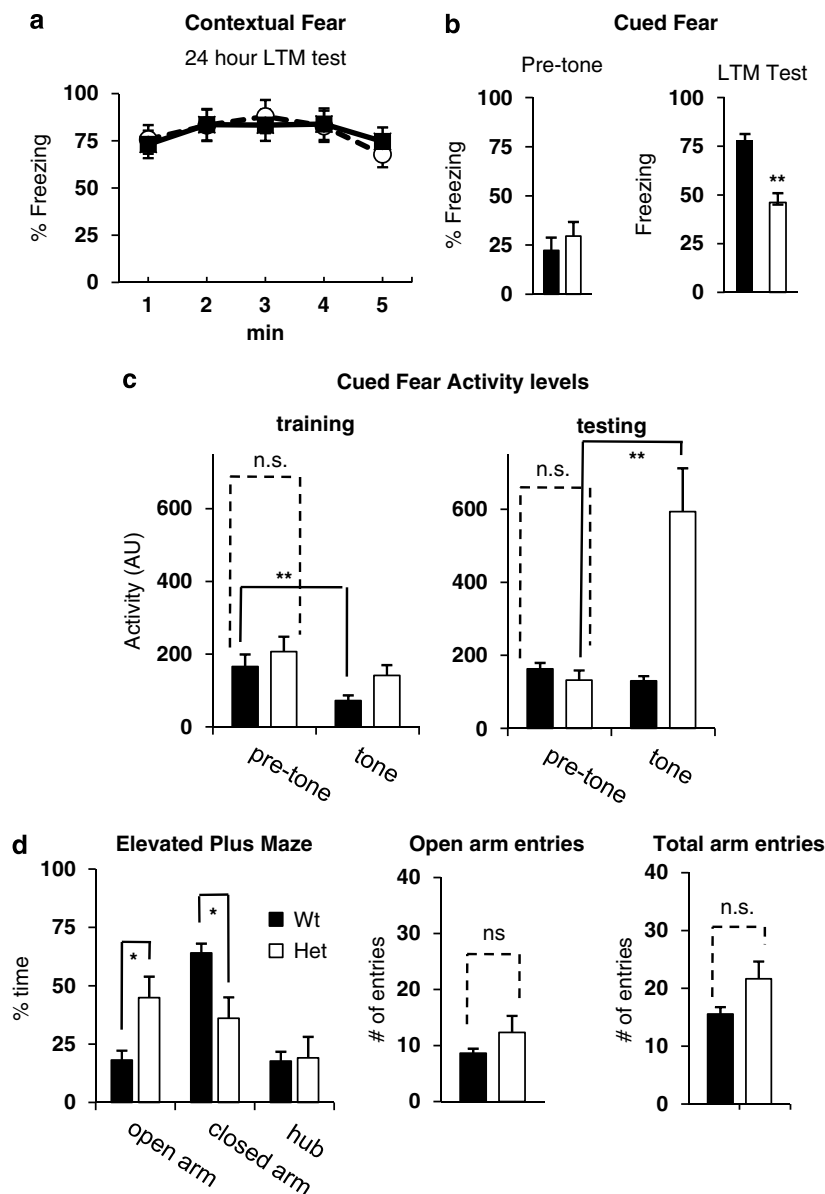 a
Contextual Fear
24 hour LTM test
100
75
50
25
0
% Freezing
1 2 3 4 5
min
b
Cued Fear
Pre-tone
100
75
50
25
0
% Freezing
LTM Test
100
75
50
25
0
Freezing
**
c
Cued Fear Activity levels
training
n.s.
**
600
400
200
0
Activity (AU)
pre-tone tone
testing
n.s.
**
600
400
200
0
pre-tone tone
d
Elevated Plus Maze
100
75
50
25
0
% time
*
*
Wt
Het
open arm closed arm hub
Open arm entries
40
30
20
10
0
# of entries
ns
Total arm entries
40
30
20
10
0
# of entries
n.s.